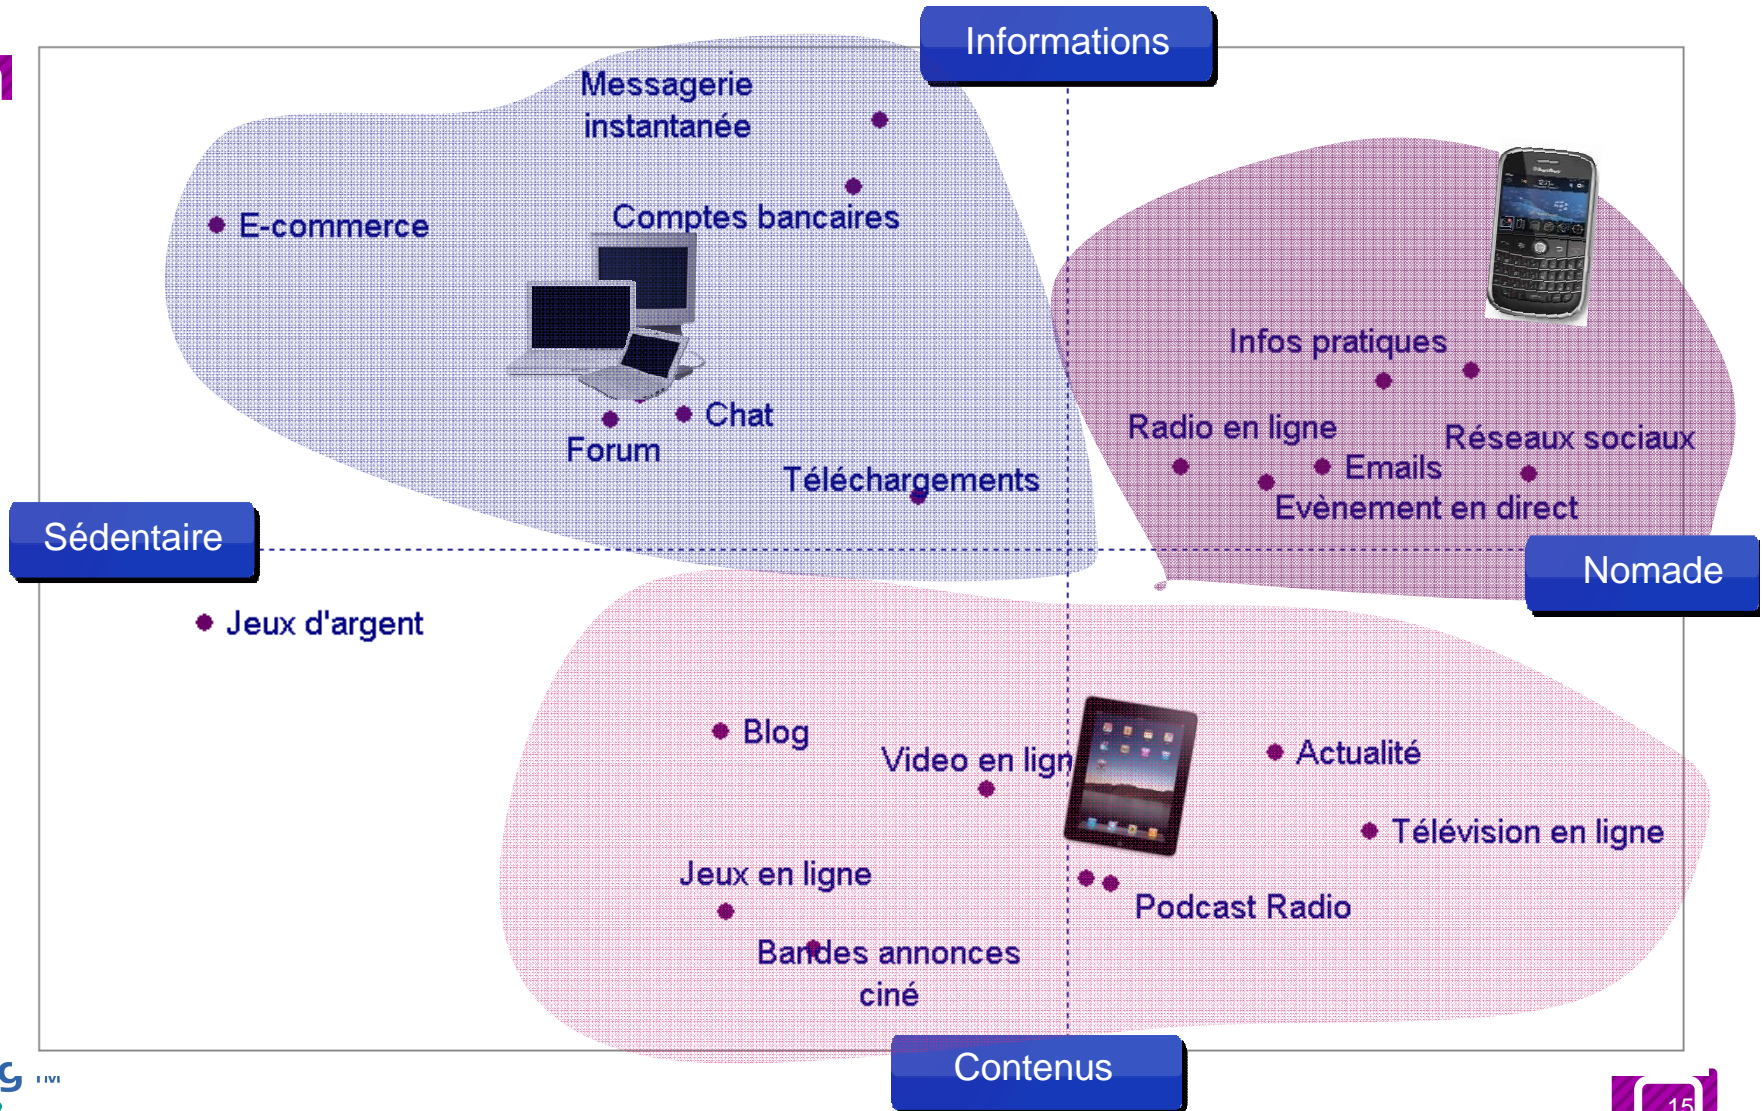 Informations
Messagerie
instantanée
Comptes bancaires
E-commerce
Infos pratiques
Chat
Forum
Radio en ligne
Réseaux sociaux
Téléchargements
Emails
Evènement en direct
Sédentaire
Nomade
Jeux d'argent
Blog
Video en lign
Actualité
Télévision en ligne
Jeux en ligne
Podcast Radio
Bandes annonces
ciné
Contenus
15